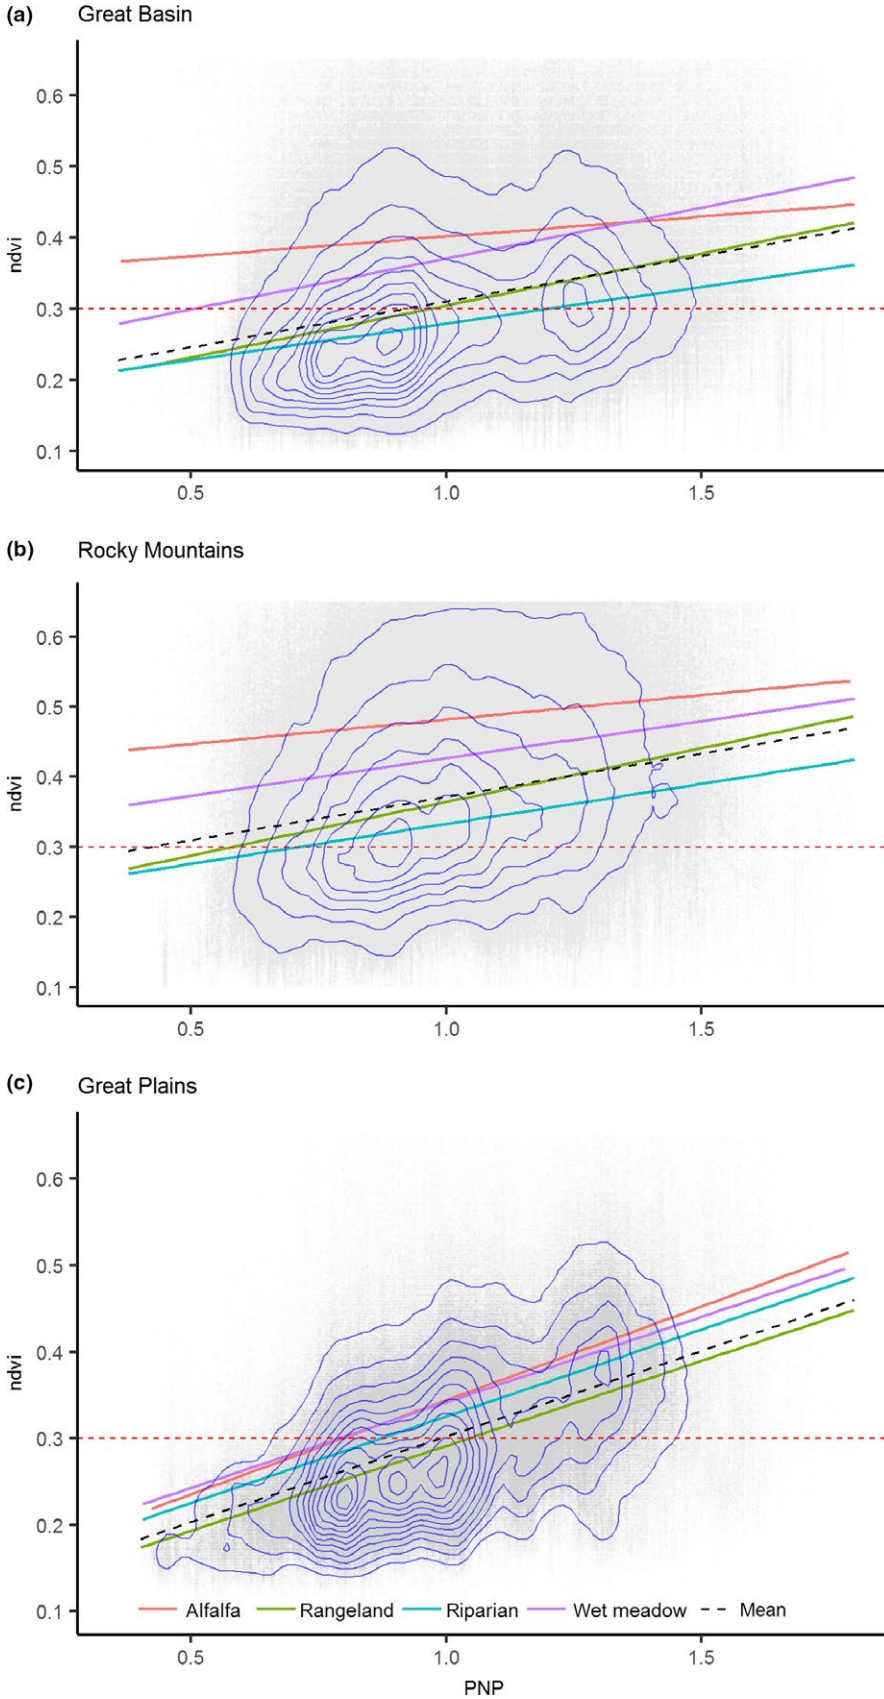 (a) Great Basin
0.6
0.5
0.4
0.3
0.2
0.1
ndvi
0.5 1.0 1.5
(b) Rocky Mountains
0.6
0.5
0.4
0.3
0.2
0.1
ndvi
0.5 1.0 1.5
(c) Great Plains
0.6
0.5
0.4
0.3
0.2
0.1
ndvi
Alfalfa Rangeland Riparian Wet meadow Mean
0.5 1.0 1.5
PNP